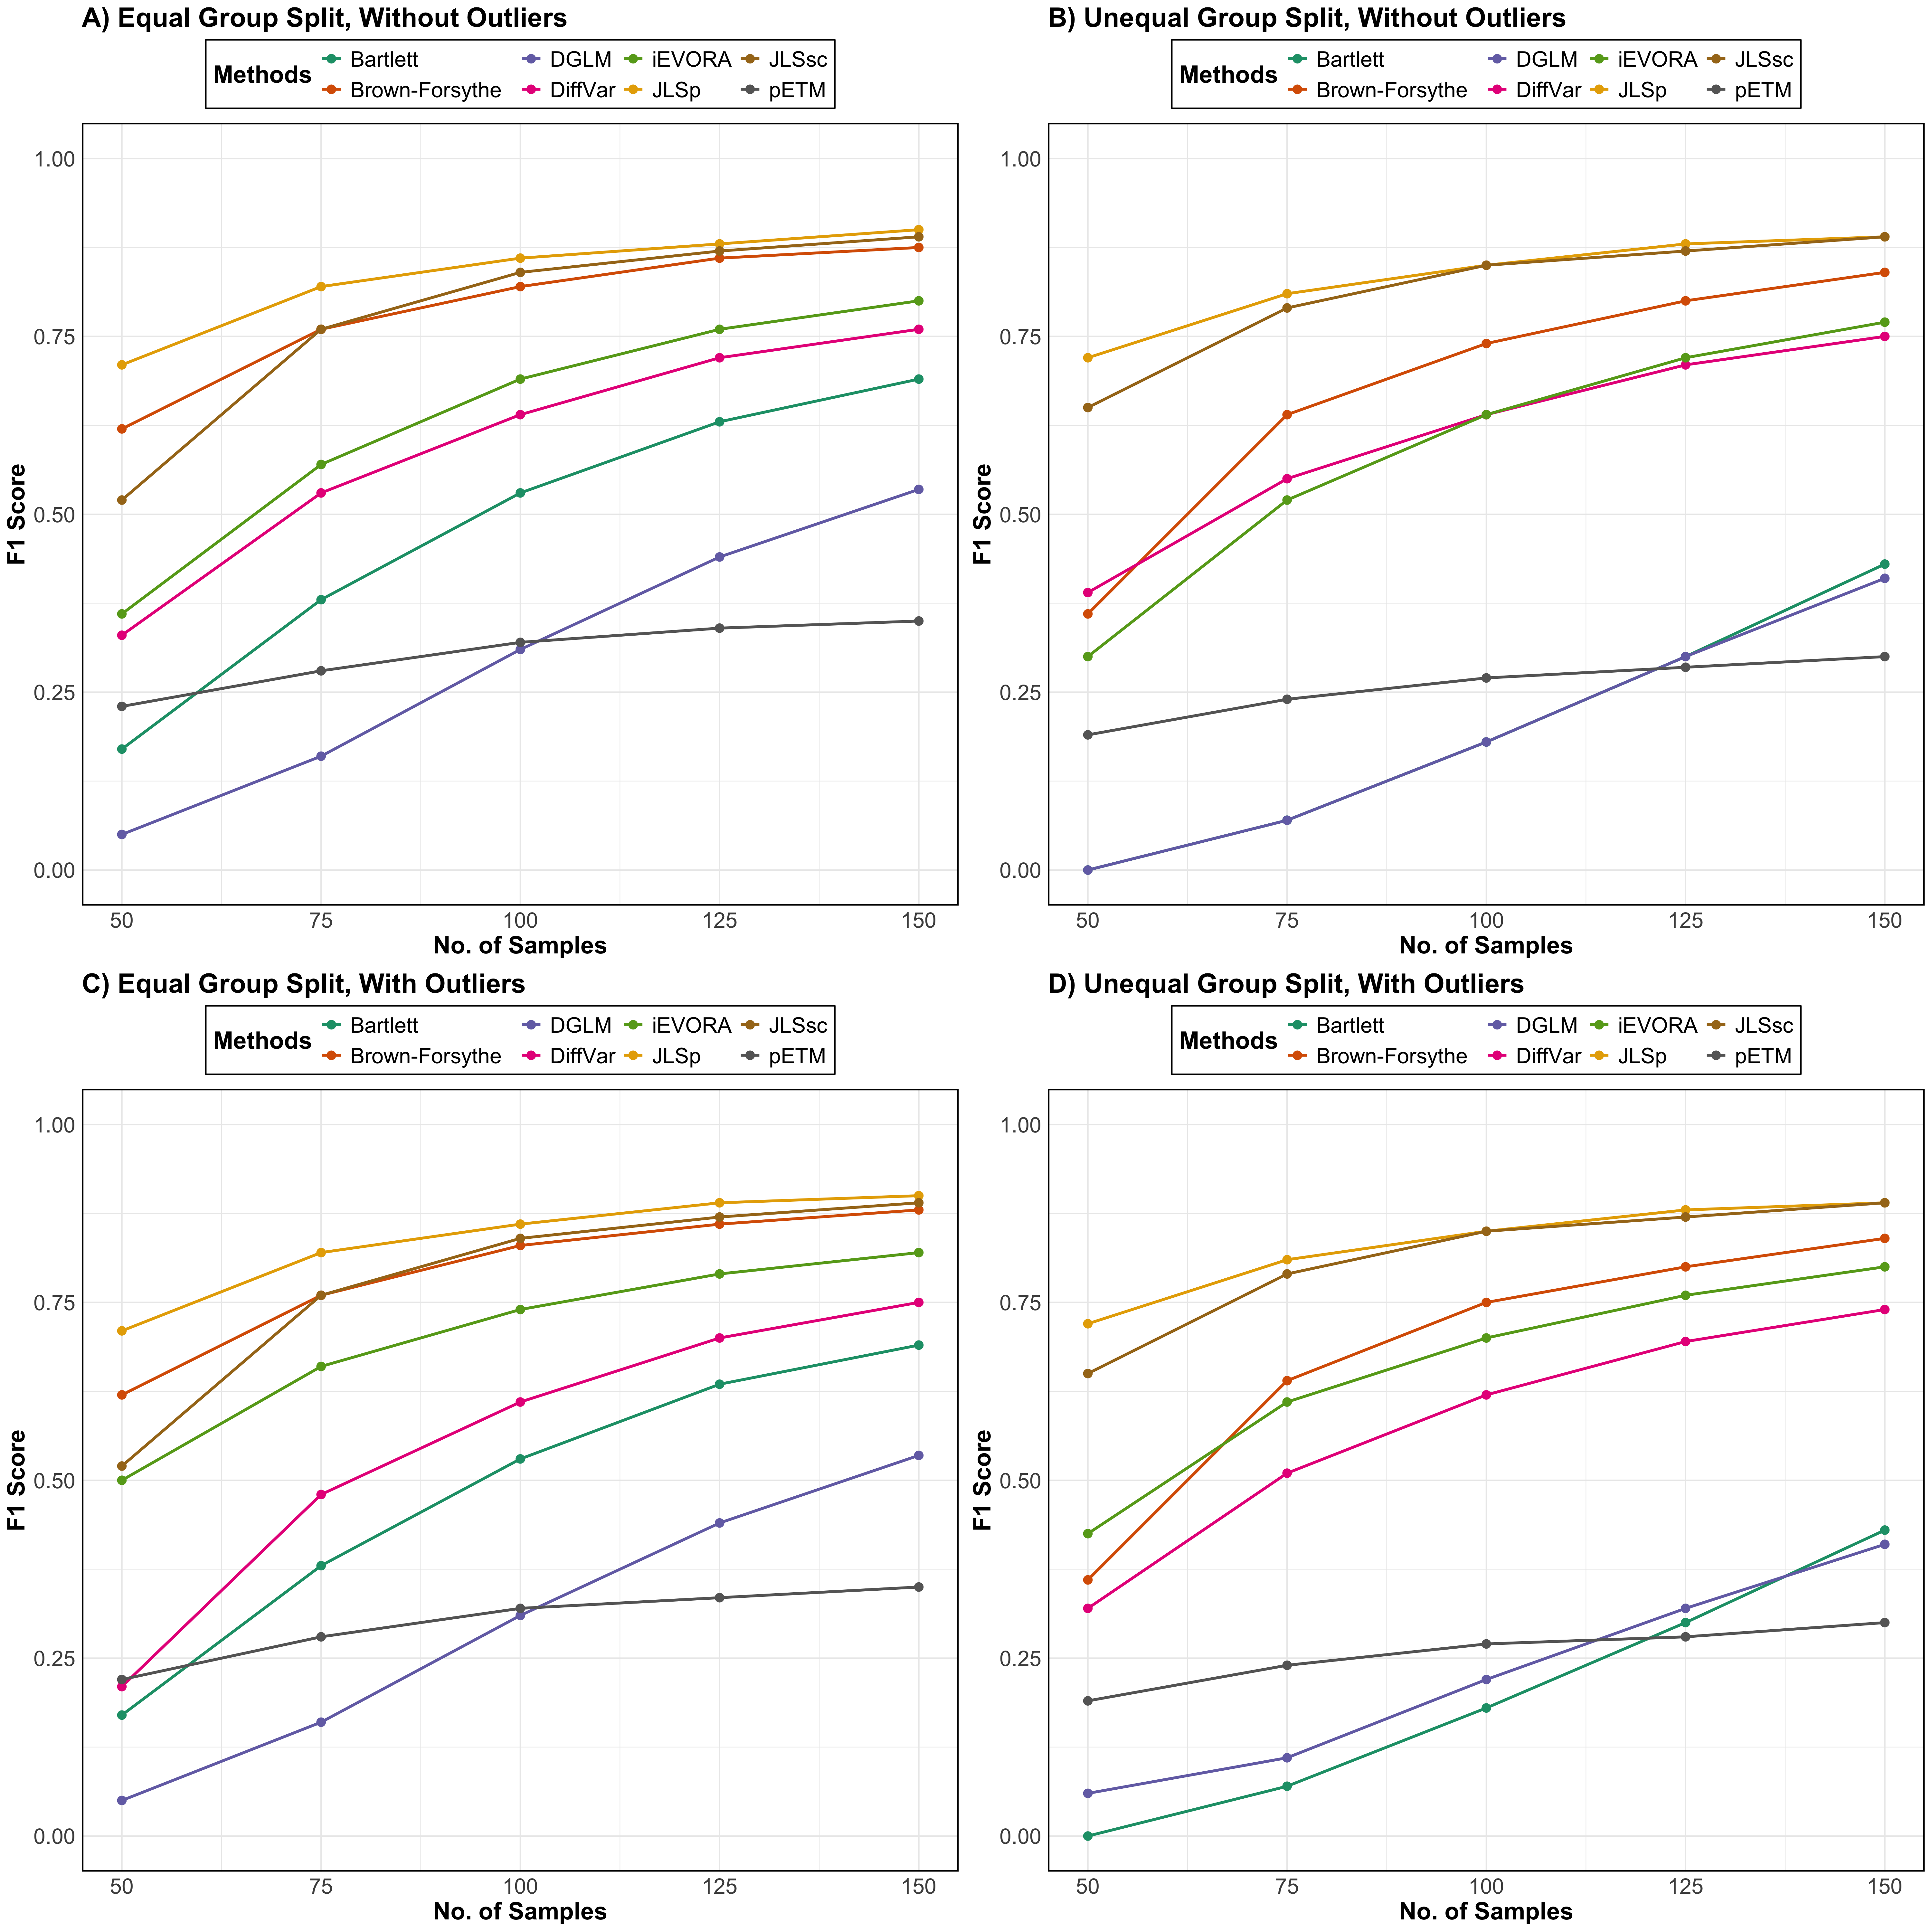 A) Equal Group Split, Without Outliers
Methods Bartlett DGLM iEVORA JLSsc
Brown-Forsythe DiffVar JLSp pETM
1.00
0.75
0.50
0.25
0.00
F1 Score
50 75 100 125 150
No. of Samples
B) Unequal Group Split, Without Outliers
Methods Bartlett DGLM iEVORA JLSsc
Brown-Forsythe DiffVar JLSp pETM
1.00
0.75
0.50
0.25
0.00
F1 Score
50 75 100 125 150
No. of Samples
C) Equal Group Split, With Outliers
Methods Bartlett DGLM iEVORA JLSsc
Brown-Forsythe DiffVar JLSp pETM
1.00
0.75
0.50
0.25
0.00
F1 Score
50 75 100 125 150
No. of Samples
D) Unequal Group Split, With Outliers
Methods Bartlett DGLM iEVORA JLSsc
Brown-Forsythe DiffVar JLSp pETM
1.00
0.75
0.50
0.25
0.00
F1 Score
50 75 100 125 150
No. of Samples